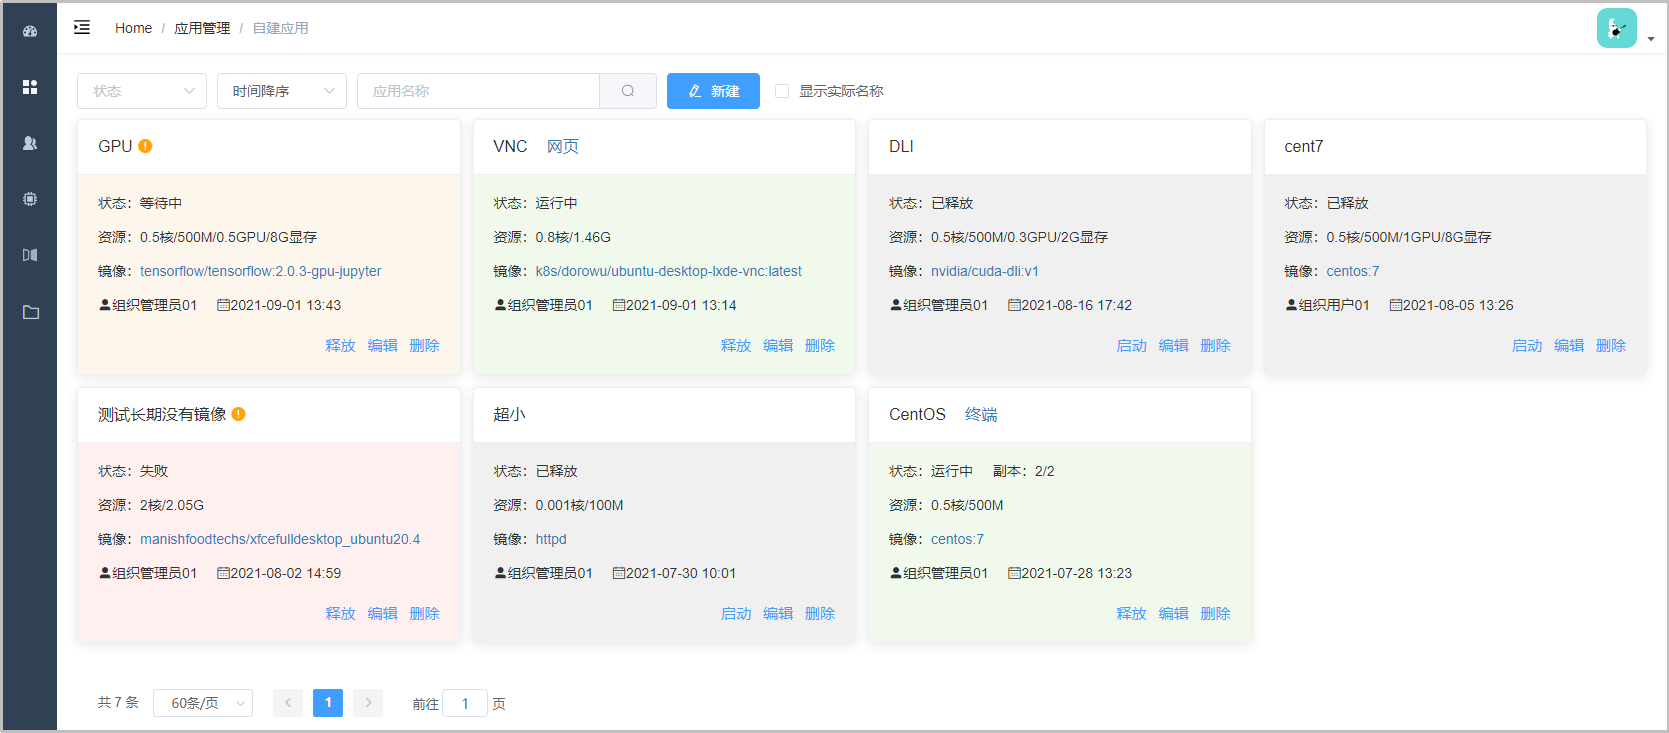 Home / 应用管理 / 自建应用
状态 时间降序 应用名称 新建 显示实际名称
GPU
状态：等待中
资源：0.5核/500M/0.5GPU/8G显存
镜像：tensorflow/tensorflow:2.0.3-gpu-jupyter
组织管理员01 2021-09-01 13:43
释放 编辑 删除
VNC 网页
状态：运行中
资源：0.8核/1.46G
镜像：k8s/dorowu/ubuntu-desktop-lxde-vnc:latest
组织管理员01 2021-09-01 13:14
释放 编辑 删除
DLI
状态：已释放
资源：0.5核/500M/0.3GPU/2G显存
镜像：nvidia/cuda-dli:v1
组织管理员01 2021-08-16 17:42
启动 编辑 删除
cent7
状态：已释放
资源：0.5核/500M/1GPU/8G显存
镜像：centos:7
组织用户01 2021-08-05 13:26
启动 编辑 删除
测试长期没有镜像
状态：失败
资源：2核/2.05G
镜像：manishfoodtechs/xfcefulldesktop_ubuntu20.4
组织管理员01 2021-08-02 14:59
释放 编辑 删除
超小
状态：已释放
资源：0.001核/100M
镜像：httpd
组织管理员01 2021-07-30 10:01
启动 编辑 删除
CentOS 终端
状态：运行中 副本：2/2
资源：0.5核/500M
镜像：centos:7
组织管理员01 2021-07-28 13:23
释放 编辑 删除
共 7 条 60条/页 1 前往 1 页